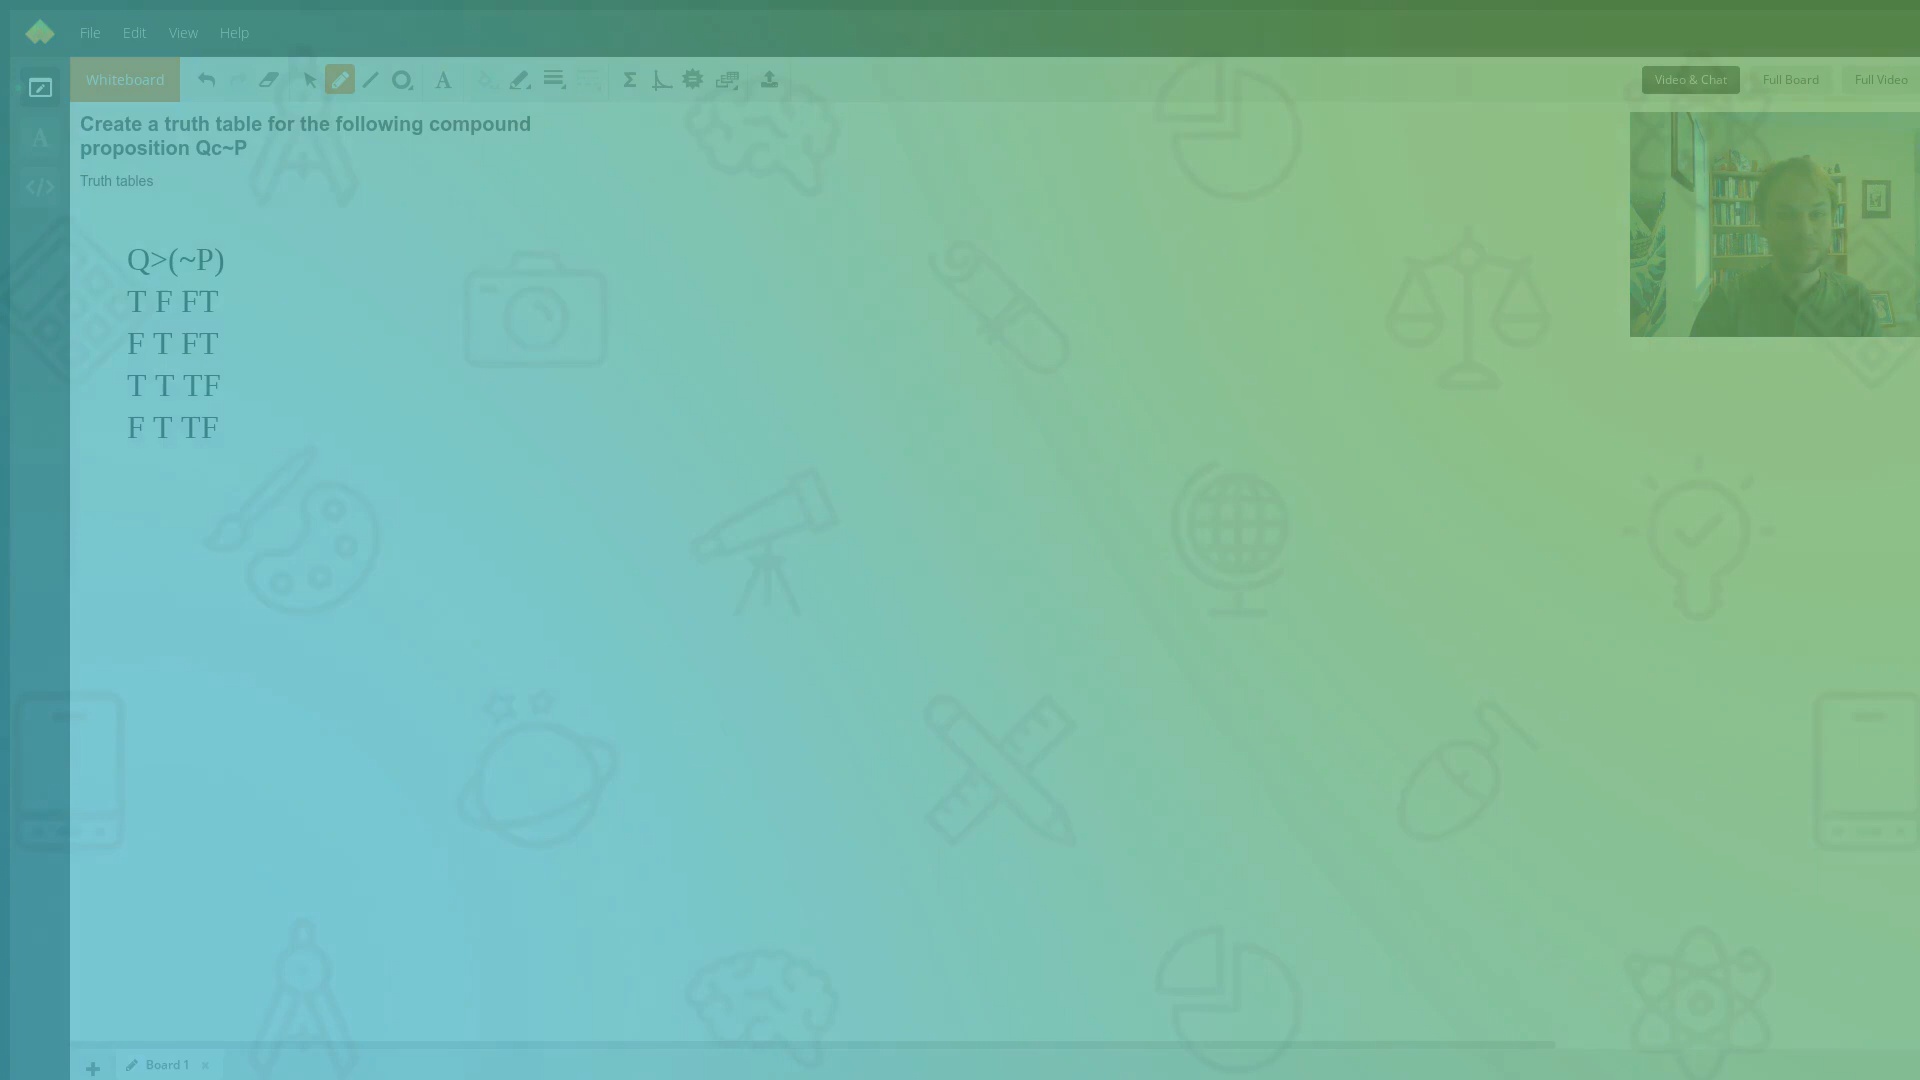 File Edit View Help
Whiteboard
Video & Chat Full Board Full Video
Create a truth table for the following compound
proposition Qc~P
Truth tables
Q>(~P)
T F FT
F T FT
T T TF
F T TF
Board 1